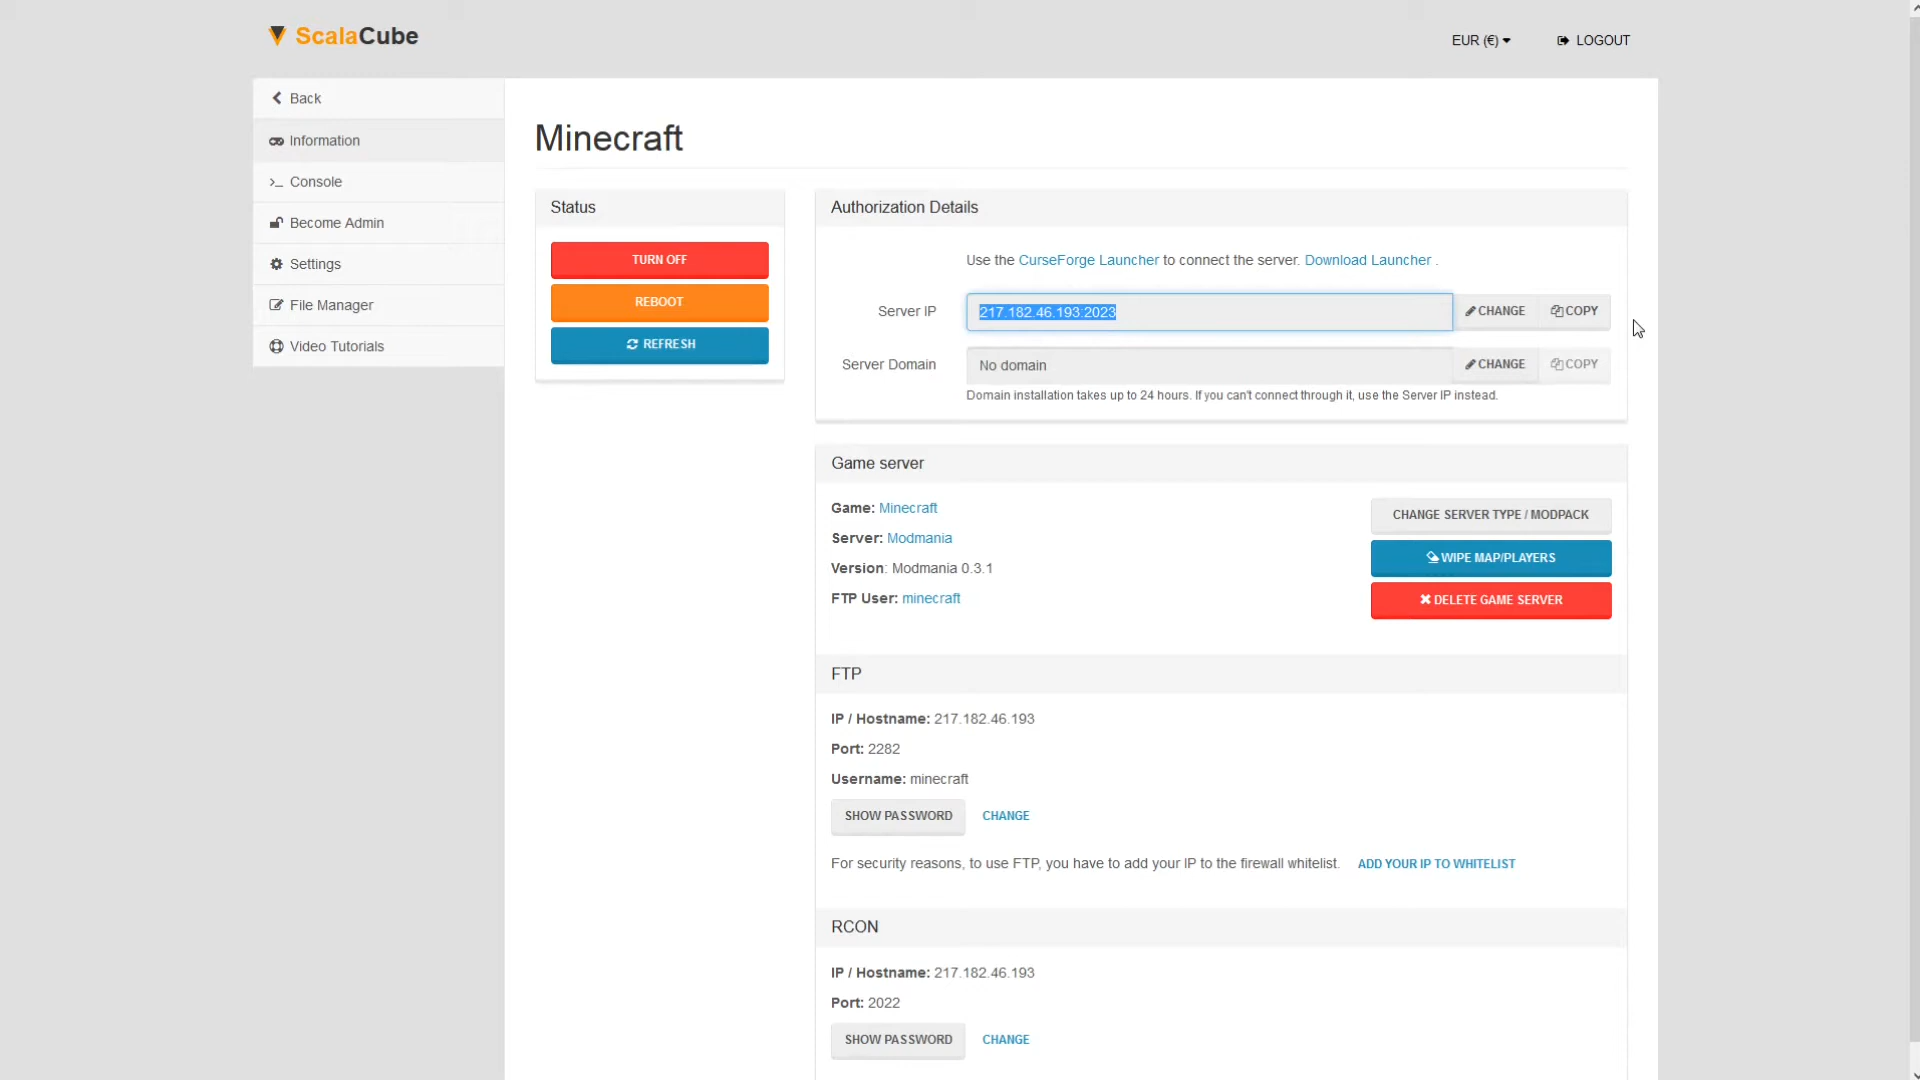 ScalaCube
EUR (€)
LOGOUT
Back
Information
Console
Become Admin
Settings
File Manager
Video Tutorials
Minecraft
Status
TURN OFF
REBOOT
REFRESH
Authorization Details
Use the CurseForge Launcher to connect the server. Download Launcher .
Server IP 217.182.46.193:2023 CHANGE COPY
Server Domain No domain CHANGE COPY
Domain installation takes up to 24 hours. If you can't connect through it, use the Server IP instead.
Game server
Game: Minecraft
Server: Modmania
Version: Modmania 0.3.1
FTP User: minecraft
CHANGE SERVER TYPE / MODPACK
WIPE MAP/PLAYERS
DELETE GAME SERVER
FTP
IP / Hostname: 217.182.46.193
Port: 2282
Username: minecraft
SHOW PASSWORD CHANGE
For security reasons, to use FTP, you have to add your IP to the firewall whitelist. ADD YOUR IP TO WHITELIST
RCON
IP / Hostname: 217.182.46.193
Port: 2022
SHOW PASSWORD CHANGE